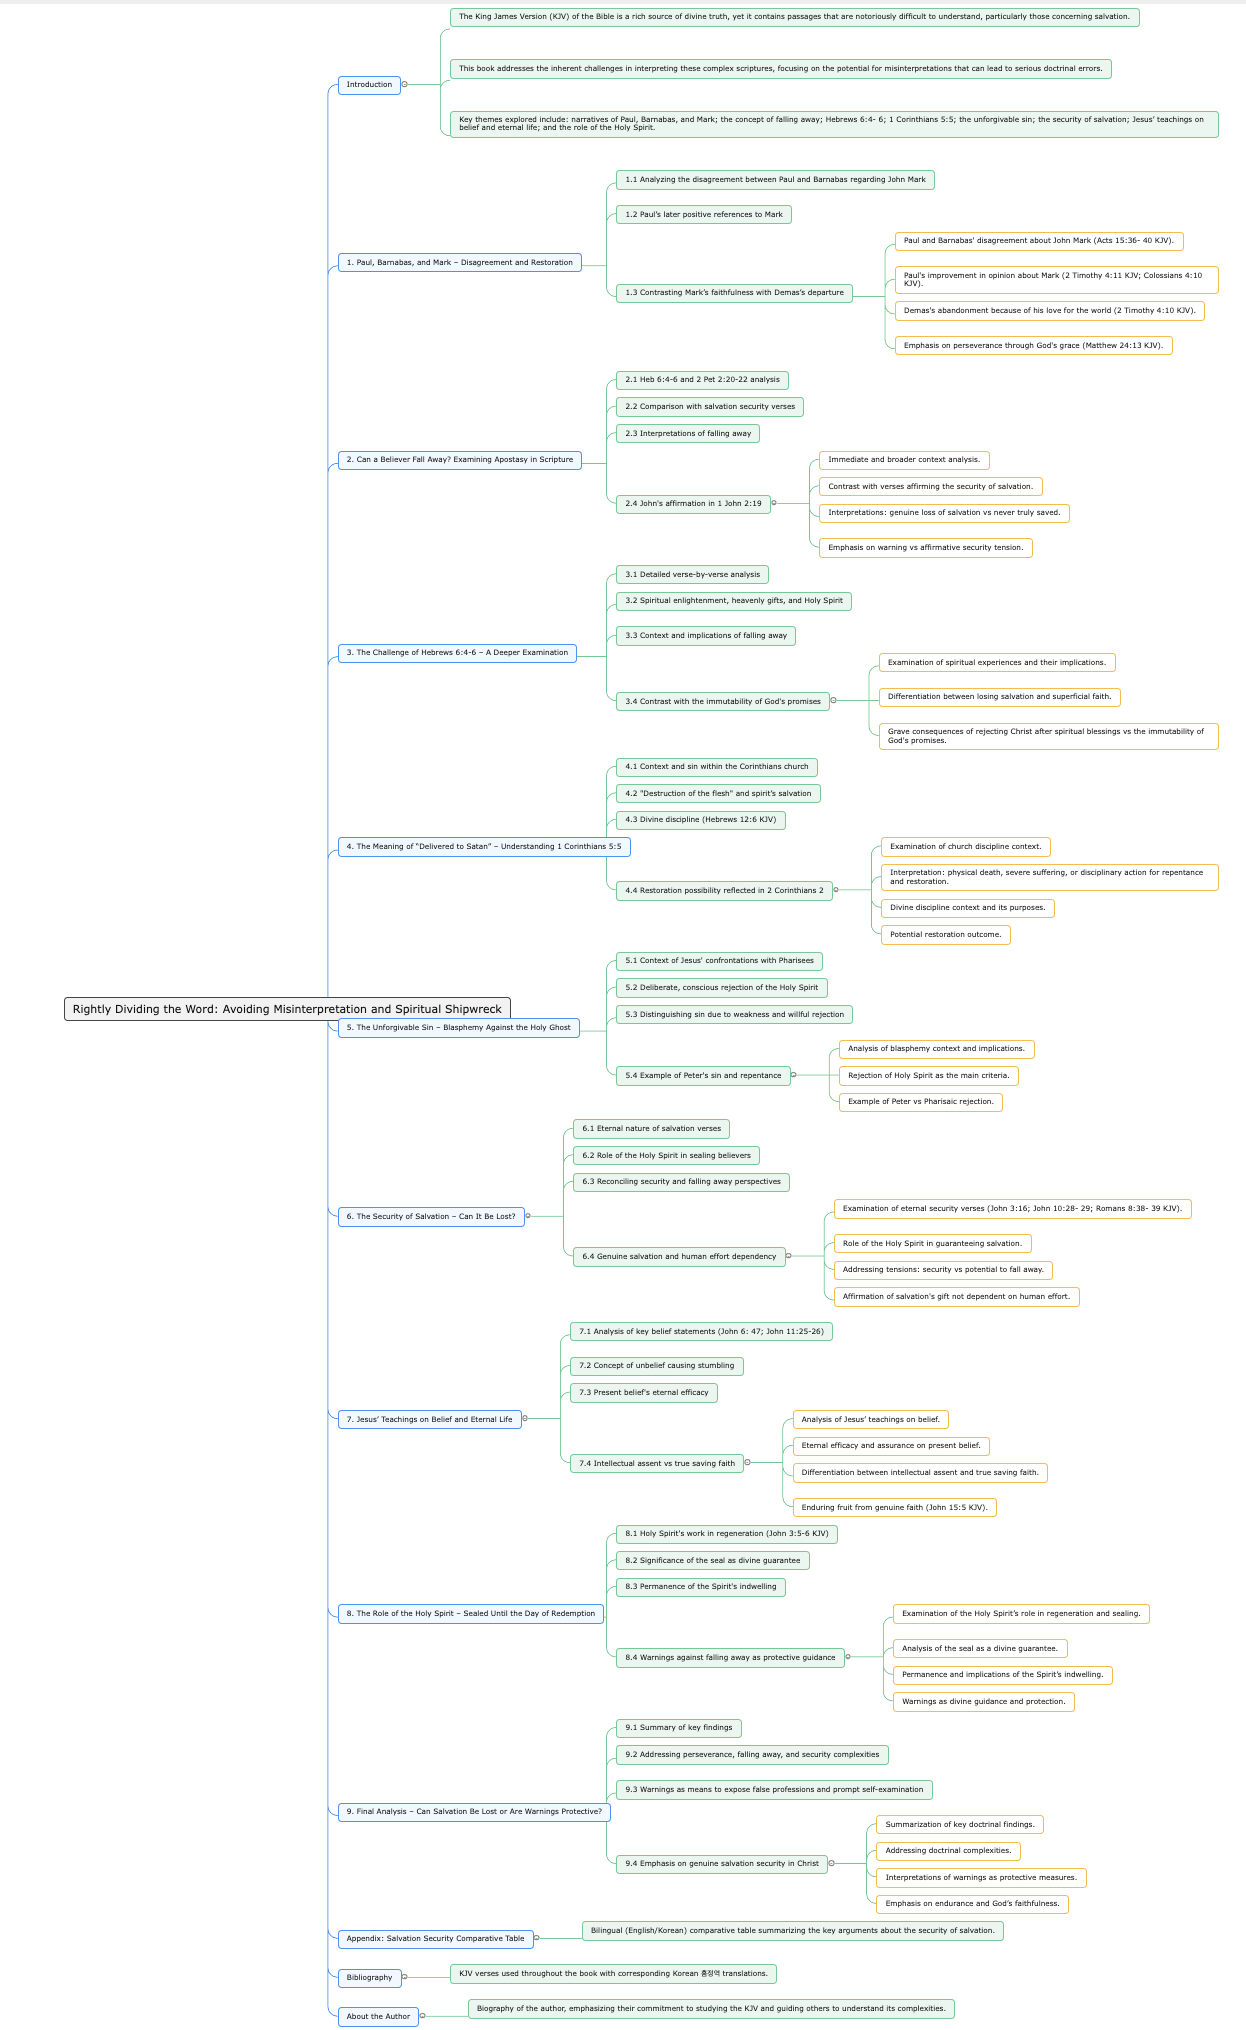 The King James Version (KJV) of the Bible is a rich source of divine truth, yet it contains passages that are notoriously difficult to understand, particularly those concerning salvation.
This book addresses the inherent challenges in interpreting these complex scriptures, focusing on the potential for misinterpretations that can lead to serious doctrinal errors.
Introduction
Key themes explored include: narratives of Paul, Barnabas, and Mark; the concept of falling away; Hebrews 6:4- 6; 1 Corinthians 5:5; the unforgivable sin; the security of salvation; Jesus' teachings on
belief and eternal life; and the role of the Holy Spirit.
1.1 Analyzing the disagreement between Paul and Barnabas regarding John Mark
1.2 Paul's later positive references to Mark
1. Paul, Barnabas, and Mark – Disagreement and Restoration
1.3 Contrasting Mark's faithfulness with Demas's departure
Paul and Barnabas' disagreement about John Mark (Acts 15:36- 40 KJV).
Paul's improvement in opinion about Mark (2 Timothy 4:11 KJV; Colossians 4:10
KJV).
Demas's abandonment because of his love for the world (2 Timothy 4:10 KJV).
Emphasis on perseverance through God's grace (Matthew 24:13 KJV).
2.1 Heb 6:4-6 and 2 Pet 2:20-22 analysis
2.2 Comparison with salvation security verses
2.3 Interpretations of falling away
2. Can a Believer Fall Away? Examining Apostasy in Scripture
2.4 John's affirmation in 1 John 2:19
Immediate and broader context analysis.
Contrast with verses affirming the security of salvation.
Interpretations: genuine loss of salvation vs never truly saved.
Emphasis on warning vs affirmative security tension.
3.1 Detailed verse-by-verse analysis
3.2 Spiritual enlightenment, heavenly gifts, and Holy Spirit
3.3 Context and implications of falling away
3. The Challenge of Hebrews 6:4-6 – A Deeper Examination
3.4 Contrast with the immutability of God's promises
Examination of spiritual experiences and their implications.
Differentiation between losing salvation and superficial faith.
Grave consequences of rejecting Christ after spiritual blessings vs the immutability of
God's promises.
4.1 Context and sin within the Corinthians church
4.2 "Destruction of the flesh" and spirit's salvation
4.3 Divine discipline (Hebrews 12:6 KJV)
4. The Meaning of “Delivered to Satan” – Understanding 1 Corinthians 5:5
4.4 Restoration possibility reflected in 2 Corinthians 2
Examination of church discipline context.
Interpretation: physical death, severe suffering, or disciplinary action for repentance
and restoration.
Divine discipline context and its purposes.
Potential restoration outcome.
5.1 Context of Jesus' confrontations with Pharisees
5.2 Deliberate, conscious rejection of the Holy Spirit
5.3 Distinguishing sin due to weakness and willful rejection
Rightly Dividing the Word: Avoiding Misinterpretation and Spiritual Shipwreck
5. The Unforgivable Sin – Blasphemy Against the Holy Ghost
5.4 Example of Peter's sin and repentance
Analysis of blasphemy context and implications.
Rejection of Holy Spirit as the main criteria.
Example of Peter vs Pharisaic rejection.
6.1 Eternal nature of salvation verses
6.2 Role of the Holy Spirit in sealing believers
6.3 Reconciling security and falling away perspectives
6. The Security of Salvation – Can It Be Lost?
6.4 Genuine salvation and human effort dependency
Examination of eternal security verses (John 3:16; John 10:28- 29; Romans 8:38- 39 KJV).
Role of the Holy Spirit in guaranteeing salvation.
Addressing tensions: security vs potential to fall away.
Affirmation of salvation's gift not dependent on human effort.
7.1 Analysis of key belief statements (John 6: 47; John 11:25-26)
7.2 Concept of unbelief causing stumbling
7.3 Present belief's eternal efficacy
7. Jesus' Teachings on Belief and Eternal Life
7.4 Intellectual assent vs true saving faith
Analysis of Jesus' teachings on belief.
Eternal efficacy and assurance on present belief.
Differentiation between intellectual assent and true saving faith.
Enduring fruit from genuine faith (John 15:5 KJV).
8.1 Holy Spirit's work in regeneration (John 3:5-6 KJV)
8.2 Significance of the seal as divine guarantee
8.3 Permanence of the Spirit's indwelling
8. The Role of the Holy Spirit – Sealed Until the Day of Redemption
8.4 Warnings against falling away as protective guidance
Examination of the Holy Spirit's role in regeneration and sealing.
Analysis of the seal as a divine guarantee.
Permanence and implications of the Spirit's indwelling.
Warnings as divine guidance and protection.
9.1 Summary of key findings
9.2 Addressing perseverance, falling away, and security complexities
9.3 Warnings as means to expose false professions and prompt self-examination
9. Final Analysis – Can Salvation Be Lost or Are Warnings Protective?
9.4 Emphasis on genuine salvation security in Christ
Summarization of key doctrinal findings.
Addressing doctrinal complexities.
Interpretations of warnings as protective measures.
Emphasis on endurance and God's faithfulness.
Appendix: Salvation Security Comparative Table
Bilingual (English/Korean) comparative table summarizing the key arguments about the security of salvation.
Bibliography
KJV verses used throughout the book with corresponding Korean 흠정역 translations.
About the Author
Biography of the author, emphasizing their commitment to studying the KJV and guiding others to understand its complexities.